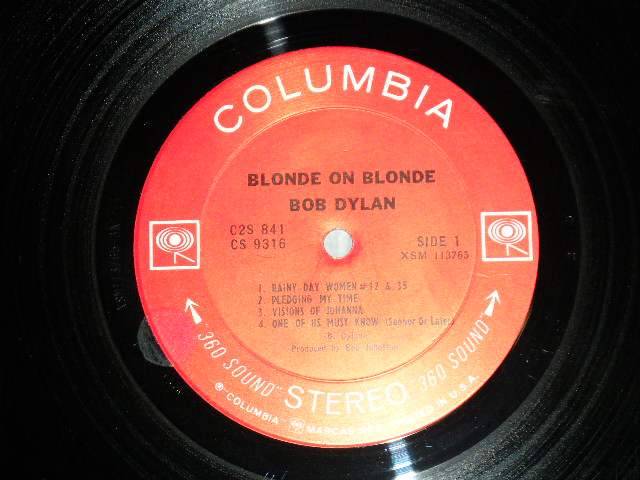 COLUMBIA
BLONDE ON BLONDE
BOB DYLAN
C2S 841
CS 9316
SIDE 1
XSM 113765
1. RAINY DAY WOMEN #12 & 35
2. PLEDGING MY TIME
3. VISIONS OF JOHANNA
4. ONE OF US MUST KNOW (Sooner Or Later)
-B. Dylan-
Produced by Bob Johnston
"360 SOUND" STEREO "360 SOUND"
® "COLUMBIA" MARCAS REG. PRINTED IN U.S.A.